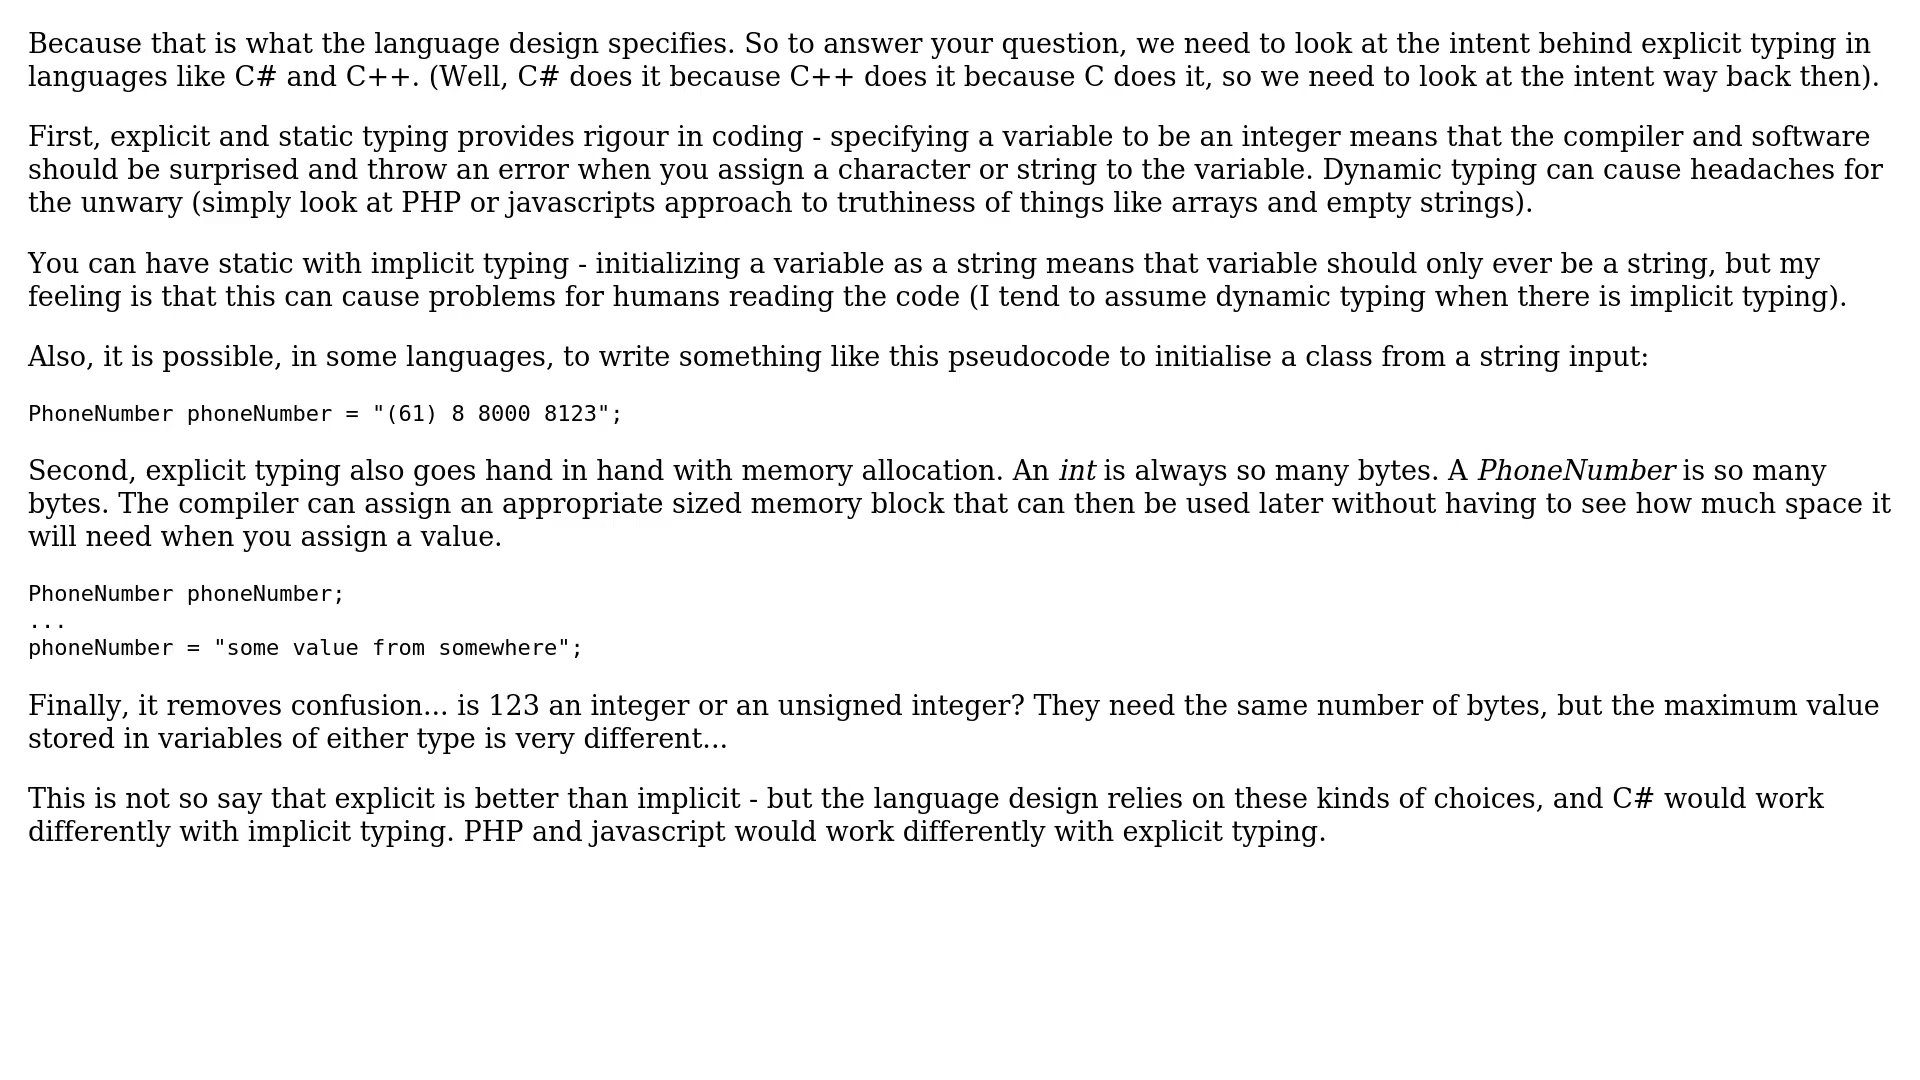 Because that is what the language design specifies. So to answer your question, we need to look at the intent behind explicit typing in
languages like C# and C++. (Well, C# does it because C++ does it because C does it, so we need to look at the intent way back then).
First, explicit and static typing provides rigour in coding - specifying a variable to be an integer means that the compiler and software
should be surprised and throw an error when you assign a character or string to the variable. Dynamic typing can cause headaches for
the unwary (simply look at PHP or javascripts approach to truthiness of things like arrays and empty strings).
You can have static with implicit typing - initializing a variable as a string means that variable should only ever be a string, but my
feeling is that this can cause problems for humans reading the code (I tend to assume dynamic typing when there is implicit typing).
Also, it is possible, in some languages, to write something like this pseudocode to initialise a class from a string input:
PhoneNumber phoneNumber = "(61) 8 8000 8123";
Second, explicit typing also goes hand in hand with memory allocation. An int is always so many bytes. A PhoneNumber is so many
bytes. The compiler can assign an appropriate sized memory block that can then be used later without having to see how much space it
will need when you assign a value.
PhoneNumber phoneNumber;
...
phoneNumber = "some value from somewhere";
Finally, it removes confusion... is 123 an integer or an unsigned integer? They need the same number of bytes, but the maximum value
stored in variables of either type is very different...
This is not so say that explicit is better than implicit - but the language design relies on these kinds of choices, and C# would work
differently with implicit typing. PHP and javascript would work differently with explicit typing.